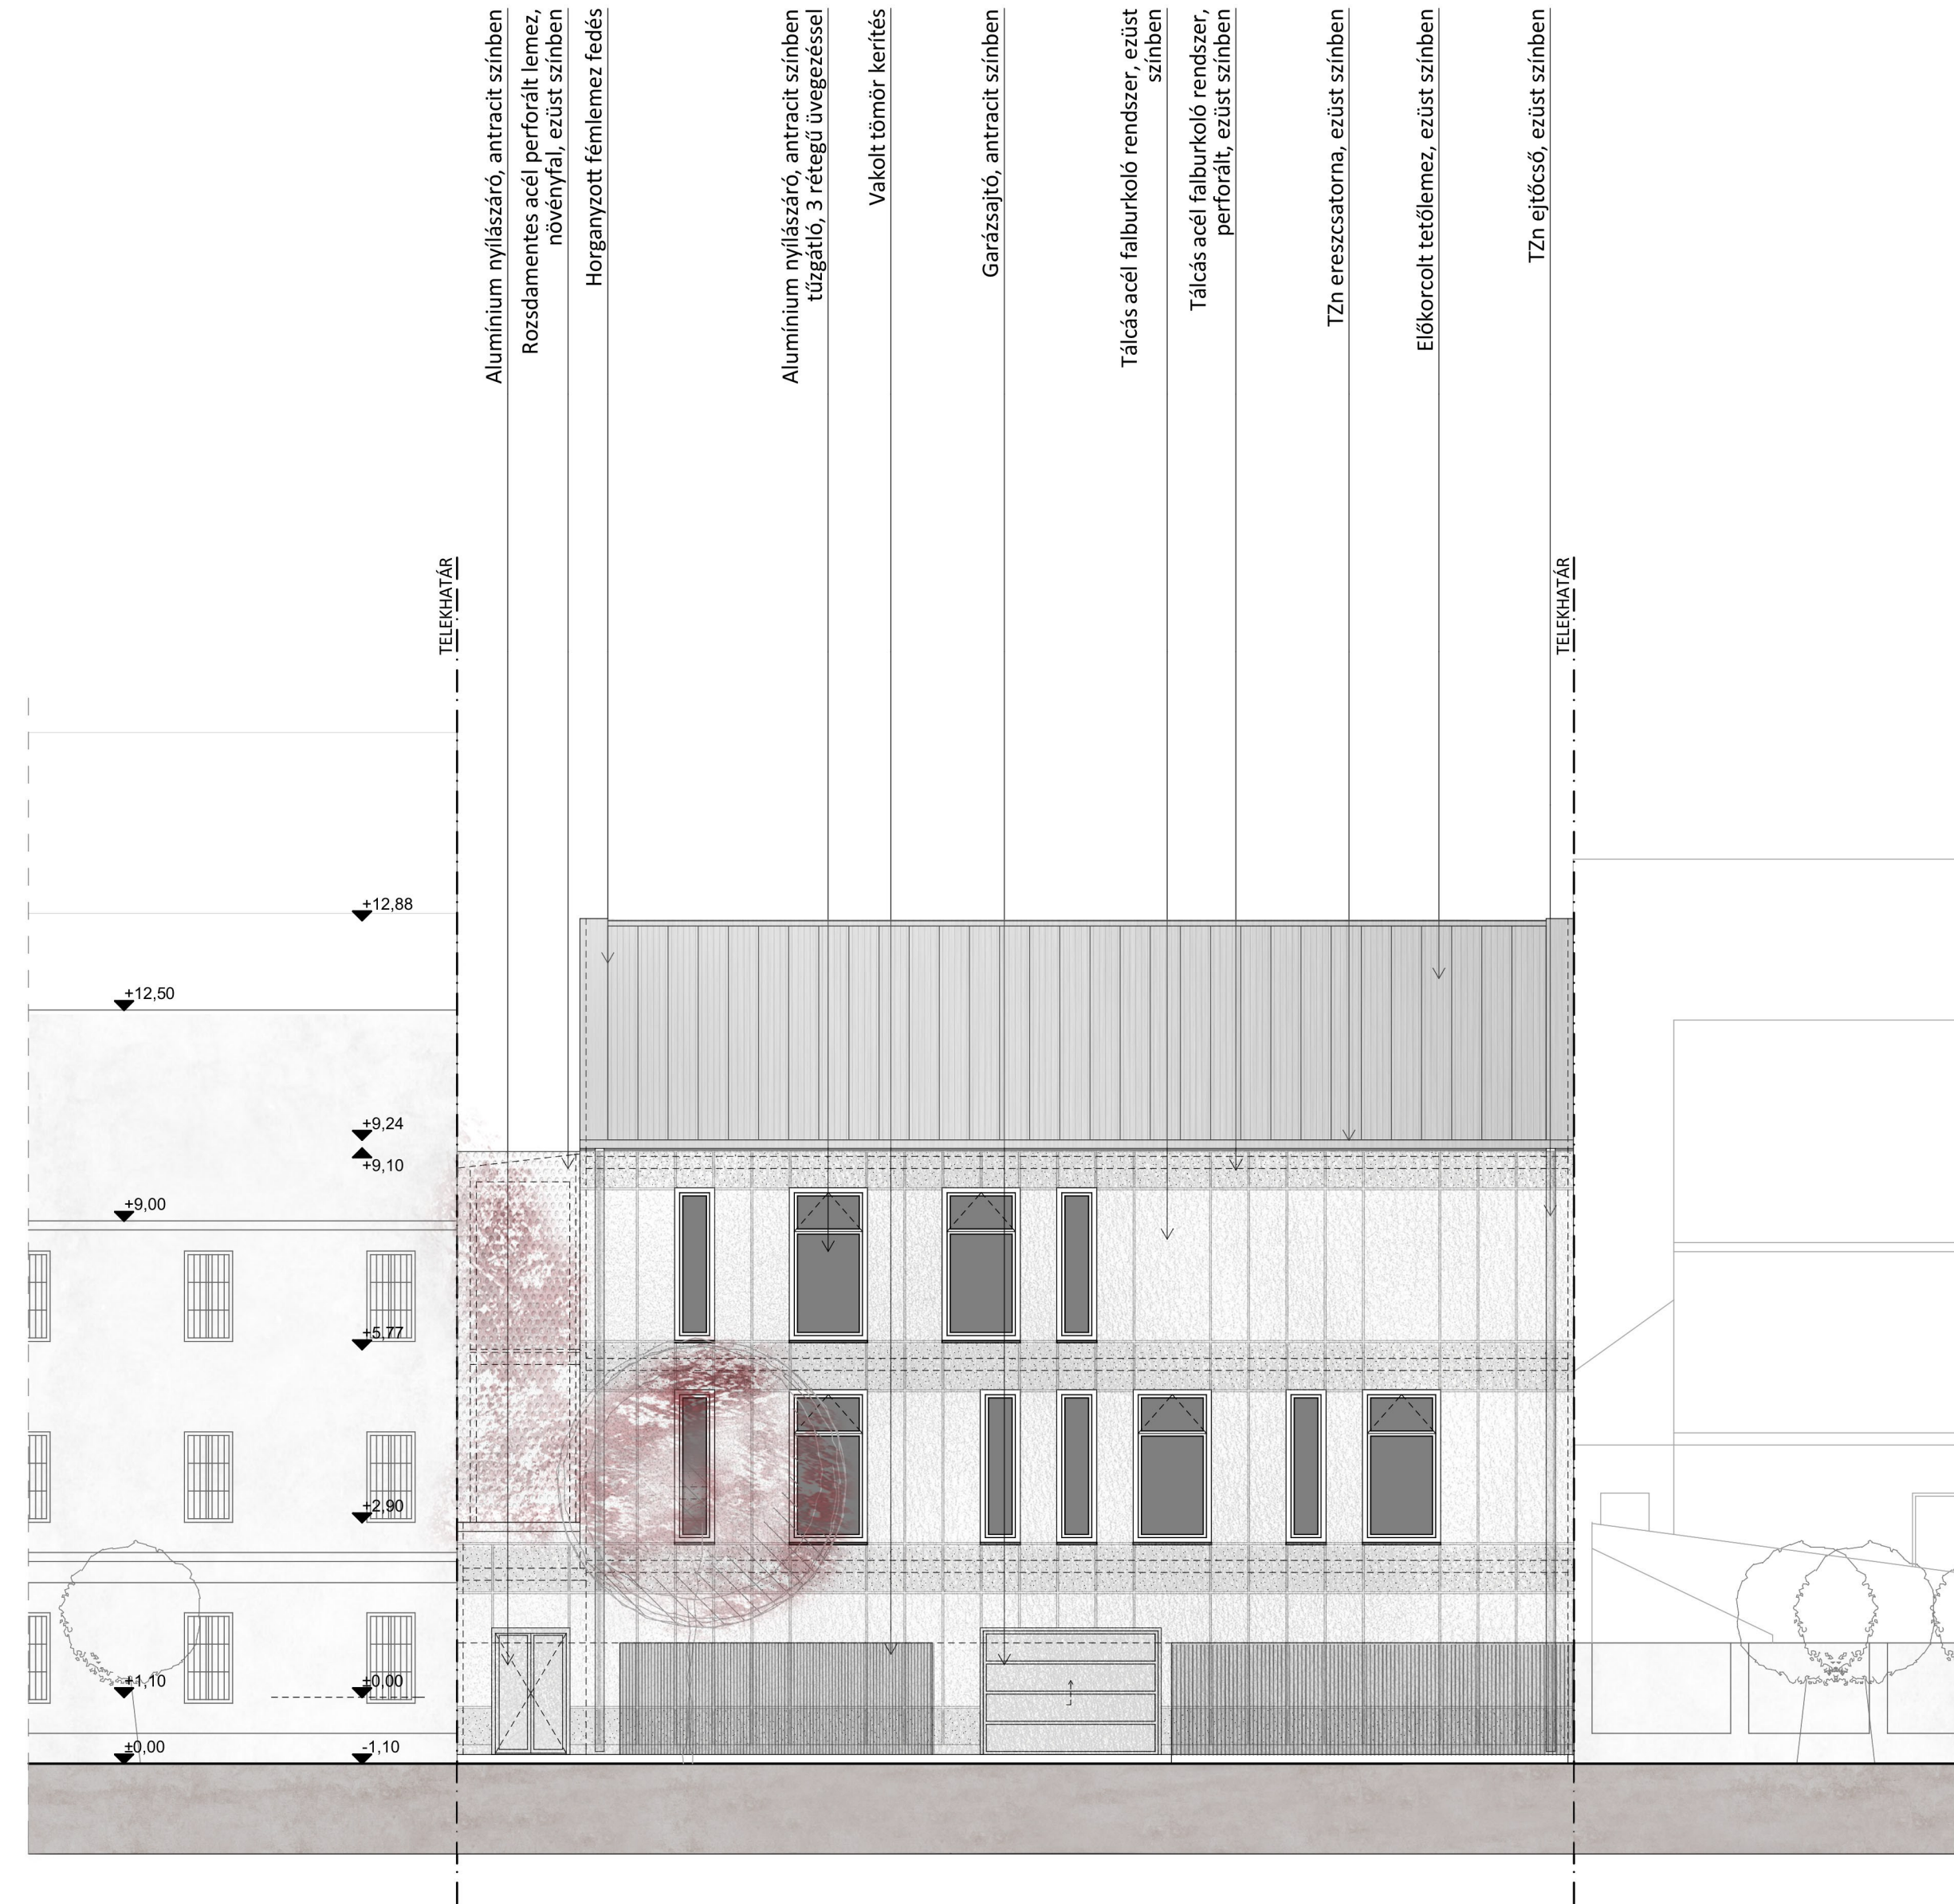 Alumínium nyílászáró, antracit színben
Rozsdamentes acél perforált lemez,
növényfal, ezüst színben
Horganyzott fémlemez fedés
Alumínium nyílászáró, antracit színben
tűzgátló, 3 rétegű üvegezéssel
Vakolt tömör kerítés
Garázsajtó, antracit színben
Tálcás acél falburkoló rendszer, ezüst
színben
Tálcás acél falburkoló rendszer,
perforált, ezüst színben
TZn ereszcsatorna, ezüst színben
Előkorcolt tetőlemez, ezüst színben
TZn ejtőcső, ezüst színben
TELEKHATÁR
TELEKHATÁR
+12,88
+12,50
+9,24
+9,10
+9,00
+5,77
+2,90
+1,10
±0,00
±0,00
-1,10